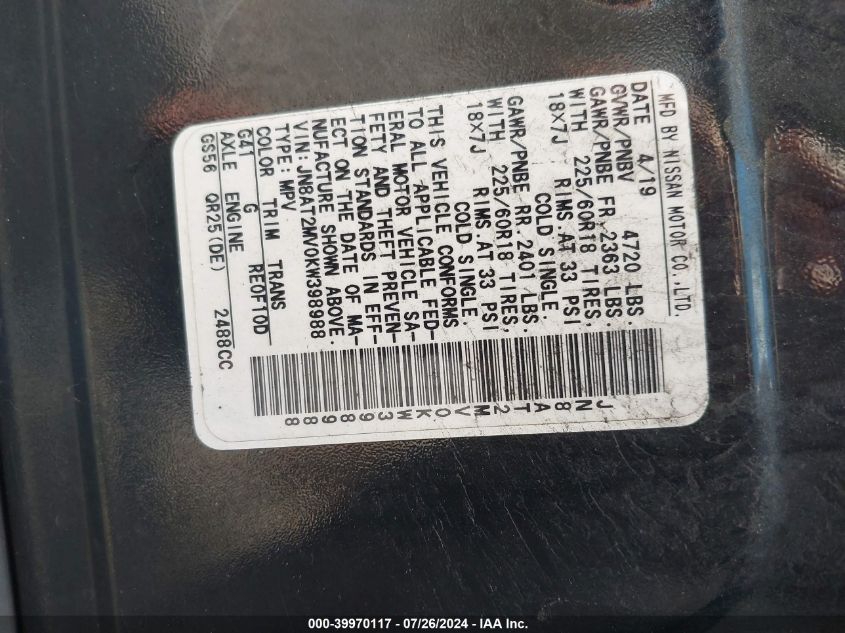 MFD BY NISSAN MOTOR CO.,LTD.
DATE 4/19
GVWR/PNBV 4720 LBS.
GAWR/PNBE FR.2363 LBS.
WITH 225/60R18 TIRES,
18X7J RIMS AT 33 PSI
COLD SINGLE
GAWR/PNBE RR.2401 LBS.
WITH 225/60R18 TIRES,
18X7J RIMS.AT 33 PSI
COLD SINGLE
THIS VEHICLE CONFORMS
TO ALL APPLICABLE FED-
ERAL MOTOR VEHICLE SA-
FETY AND THEFT PREVEN-
TION STANDARDS IN EFF-
ECT ON THE DATE OF MA-
NUFACTURE SHOWN ABOVE.
VIN:JN8AT2MV0KW398988
TYPE:MPV
COLOR TRIM TRANS
G41 G RE0F10D
AXLE ENGINE
GS56 QR25(DE) 2488CC
JN8AT2MV0KW398988
000-39970117 - 07/26/2024 - IAA Inc.